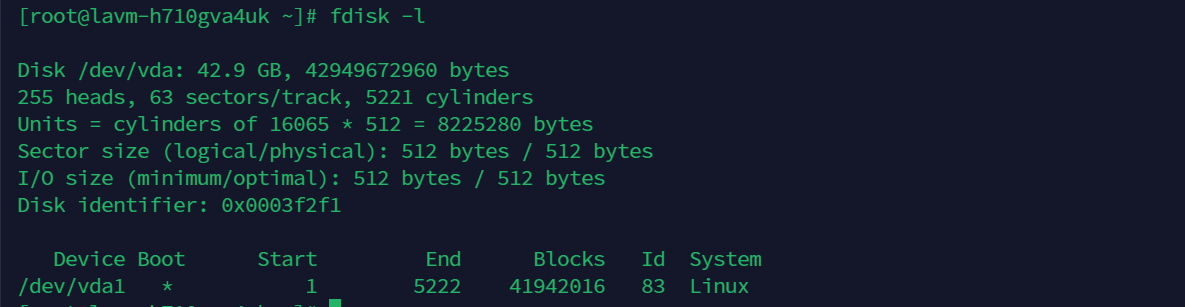 [root@lavm-h710gva4uk ~]# fdisk -l
Disk /dev/vda: 42.9 GB, 42949672960 bytes
255 heads, 63 sectors/track, 5221 cylinders
Units = cylinders of 16065 * 512 = 8225280 bytes
Sector size (logical/physical): 512 bytes / 512 bytes
I/O size (minimum/optimal): 512 bytes / 512 bytes
Disk identifier: 0x0003f2f1
Device Boot Start End Blocks Id System
/dev/vda1 * 1 5222 41942016 83 Linux